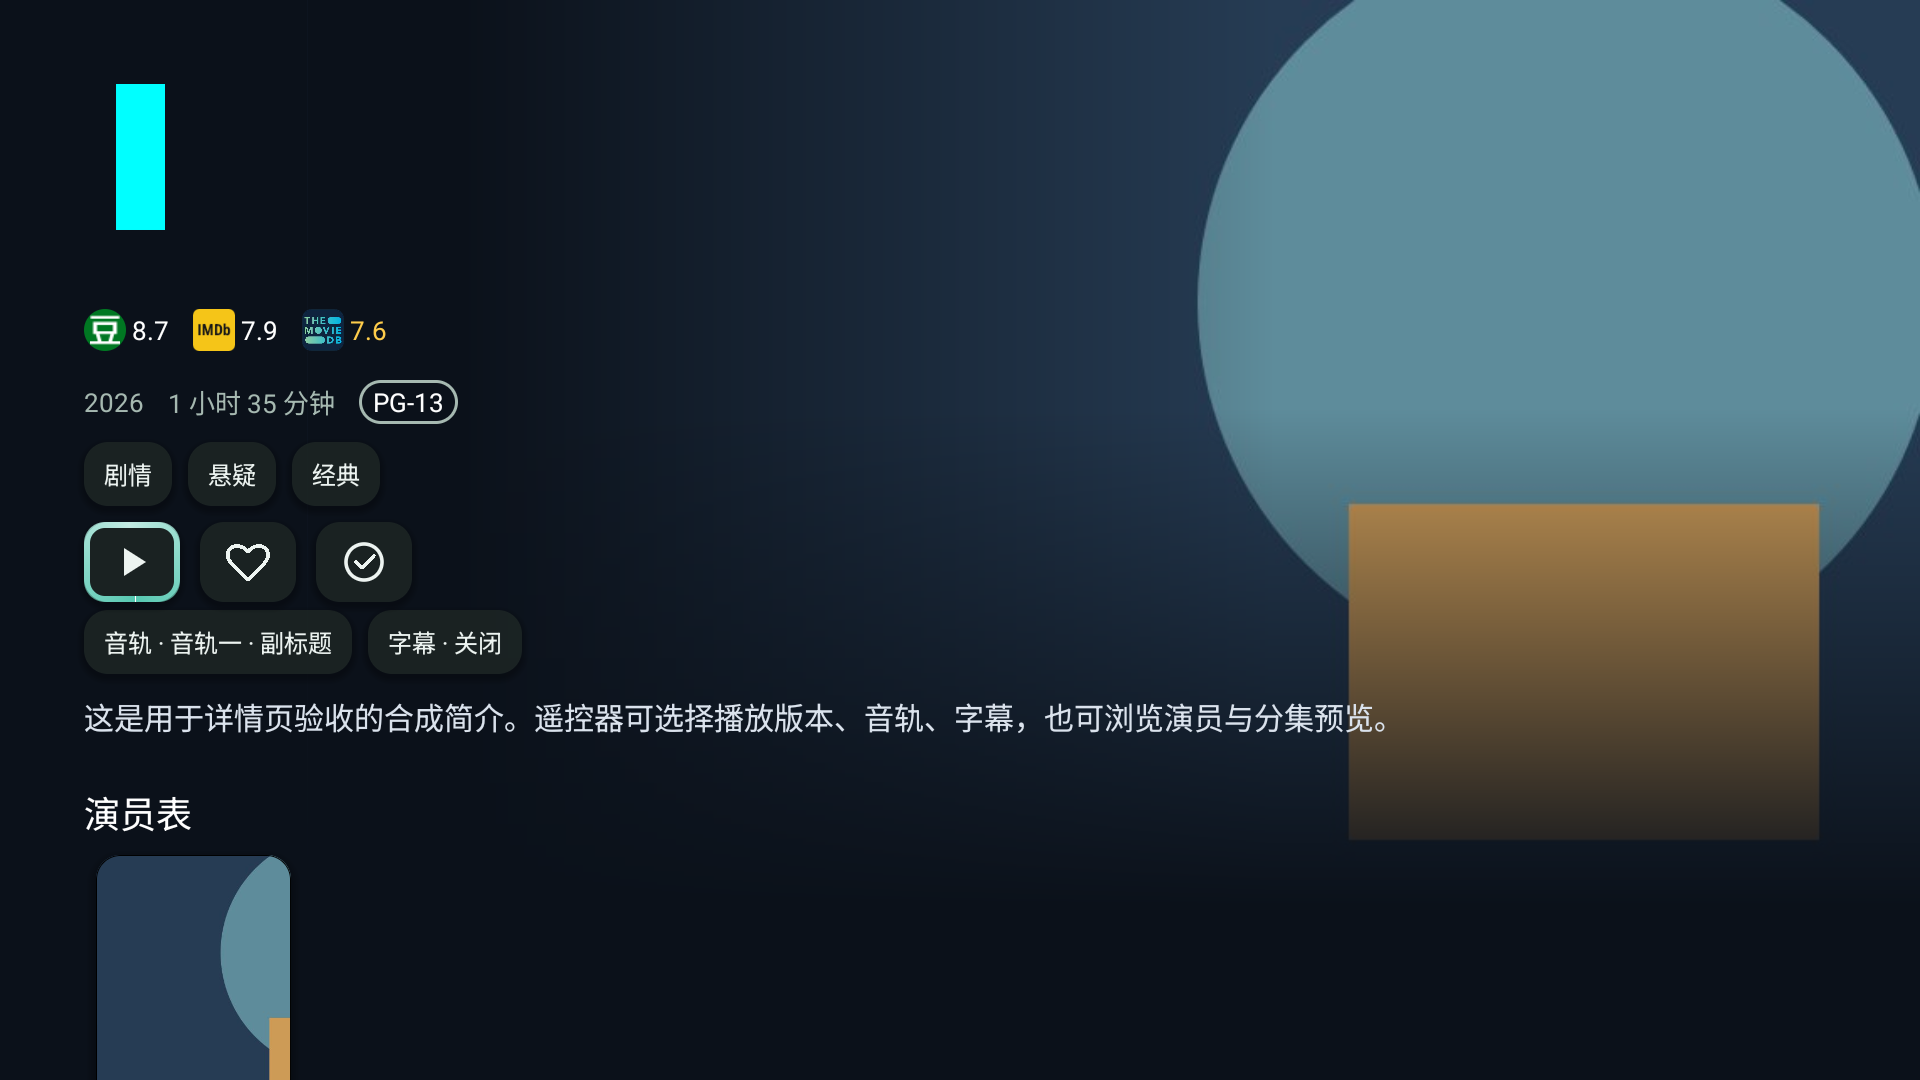 豆 8.7 IMDb 7.9 THE MOVIE DB 7.6
2026 1 小时 35 分钟 PG-13
剧情 悬疑 经典
音轨 · 音轨一 · 副标题 字幕 · 关闭
这是用于详情页验收的合成简介。遥控器可选择播放版本、音轨、字幕，也可浏览演员与分集预览。
演员表